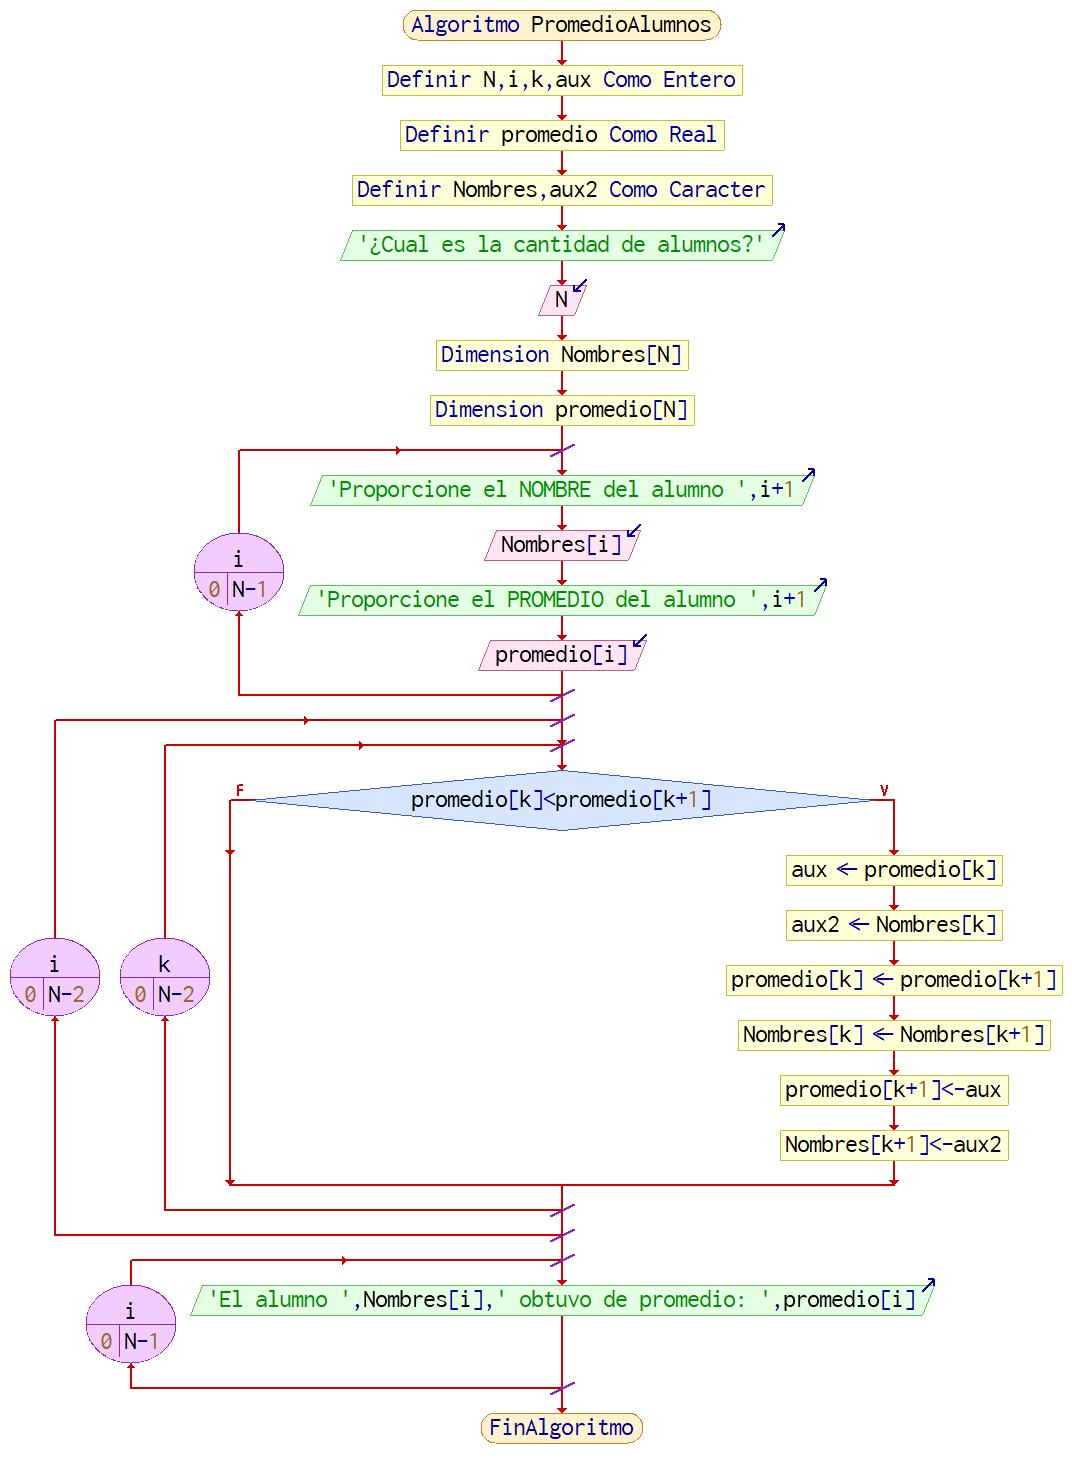 Algoritmo PromedioAlumnos
Definir N,i,k,aux Como Entero
Definir promedio Como Real
Definir Nombres,aux2 Como Caracter
'¿Cual es la cantidad de alumnos?'
N
Dimension Nombres[N]
Dimension promedio[N]
'Proporcione el NOMBRE del alumno ',i+1
Nombres[i]
i
0 N-1
'Proporcione el PROMEDIO del alumno ',i+1
promedio[i]
F
V
promedio[k]<promedio[k+1]
aux ← promedio[k]
aux2 ← Nombres[k]
i
0 N-2
k
0 N-2
promedio[k] ← promedio[k+1]
Nombres[k] ← Nombres[k+1]
promedio[k+1]<-aux
Nombres[k+1]<-aux2
i
0 N-1
'El alumno ',Nombres[i],' obtuvo de promedio: ',promedio[i]
FinAlgoritmo